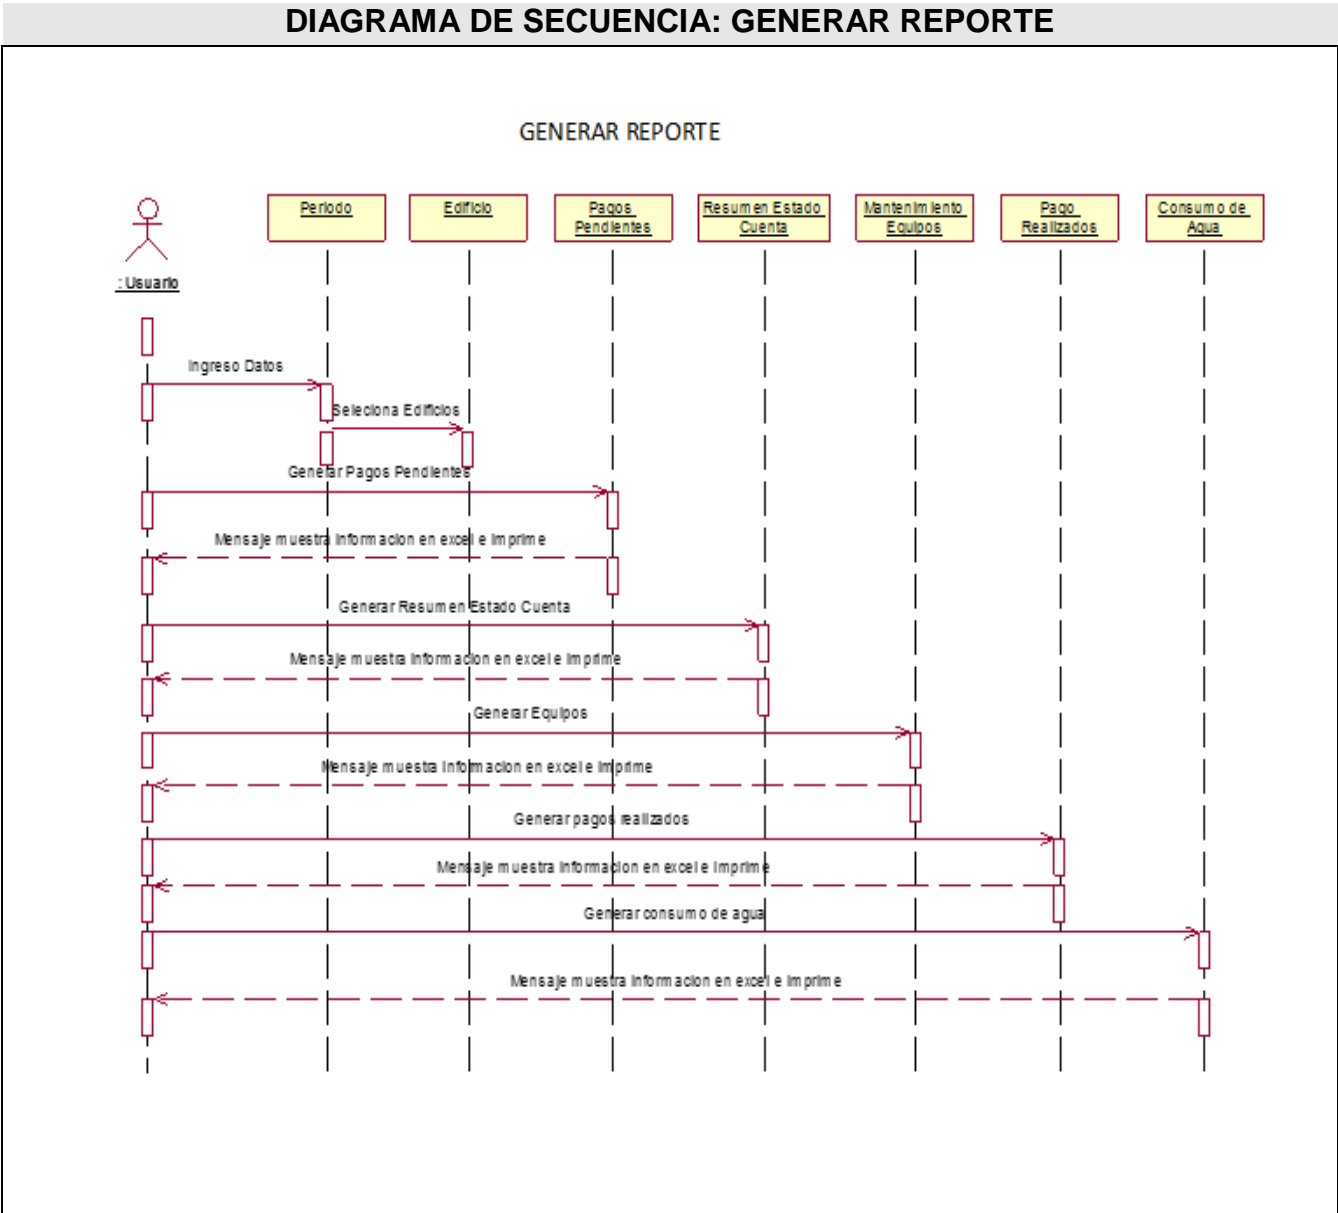 DIAGRAMA DE SECUENCIA: GENERAR REPORTE
GENERAR REPORTE
Periodo
Edificio
Pagos
Pendientes
Resumen Estado
Cuenta
Mantenimiento
Equipos
Pago
Realizados
Consumo de
Agua
: Usuario
Ingreso Datos
Seleciona Edificios
Generar Pagos Pendientes
Mensaje muestra informacion en excel e imprime
Generar Resumen Estado Cuenta
Mensaje muestra informacion en excel e imprime
Generar Equipos
Mensaje muestra informacion en excel e imprime
Generar pagos realizados
Mensaje muestra informacion en excel e imprime
Generar consumo de agua
Mensaje muestra informacion en excel e imprime